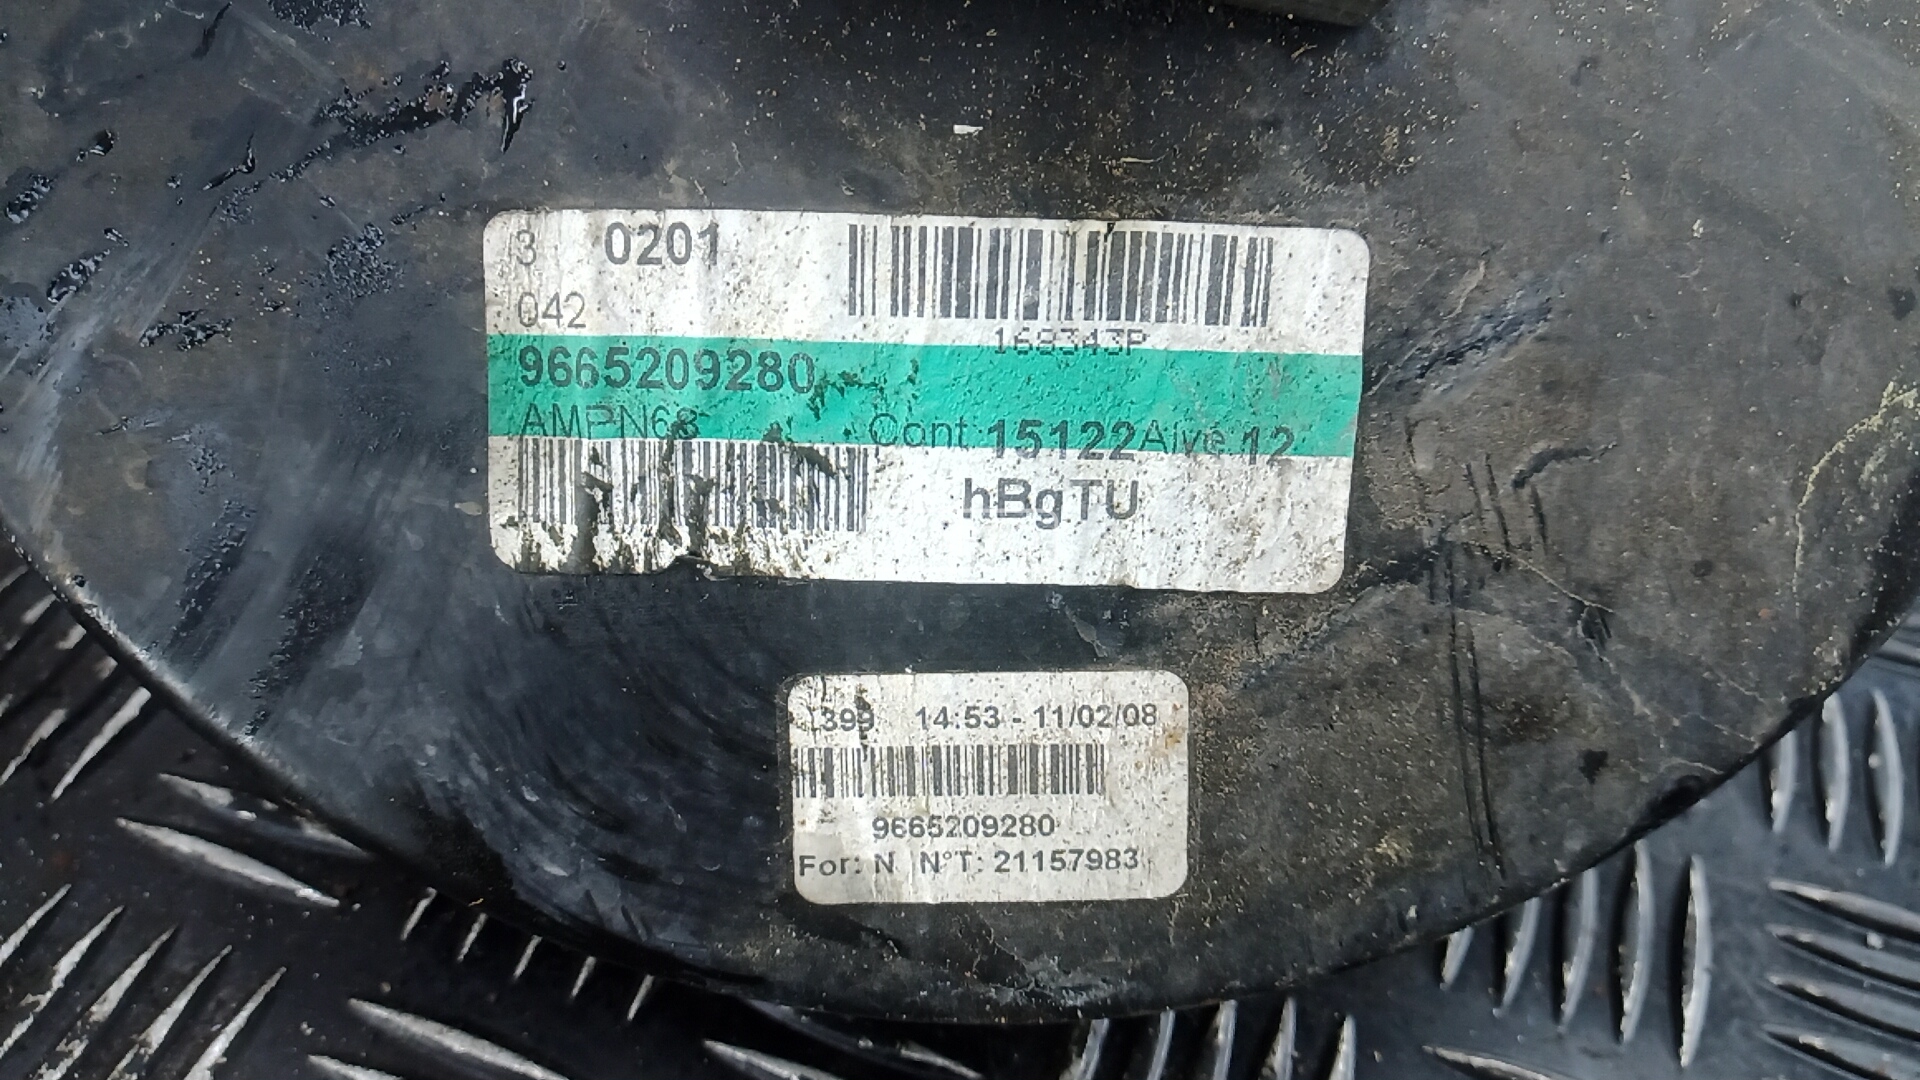 3 0201
042
168343P
9665209280
AMPN68 Cont 15122 Alve 12
hBgTU
1399 14:53 - 11/02/08
9665209280
For: N N°T: 21157983